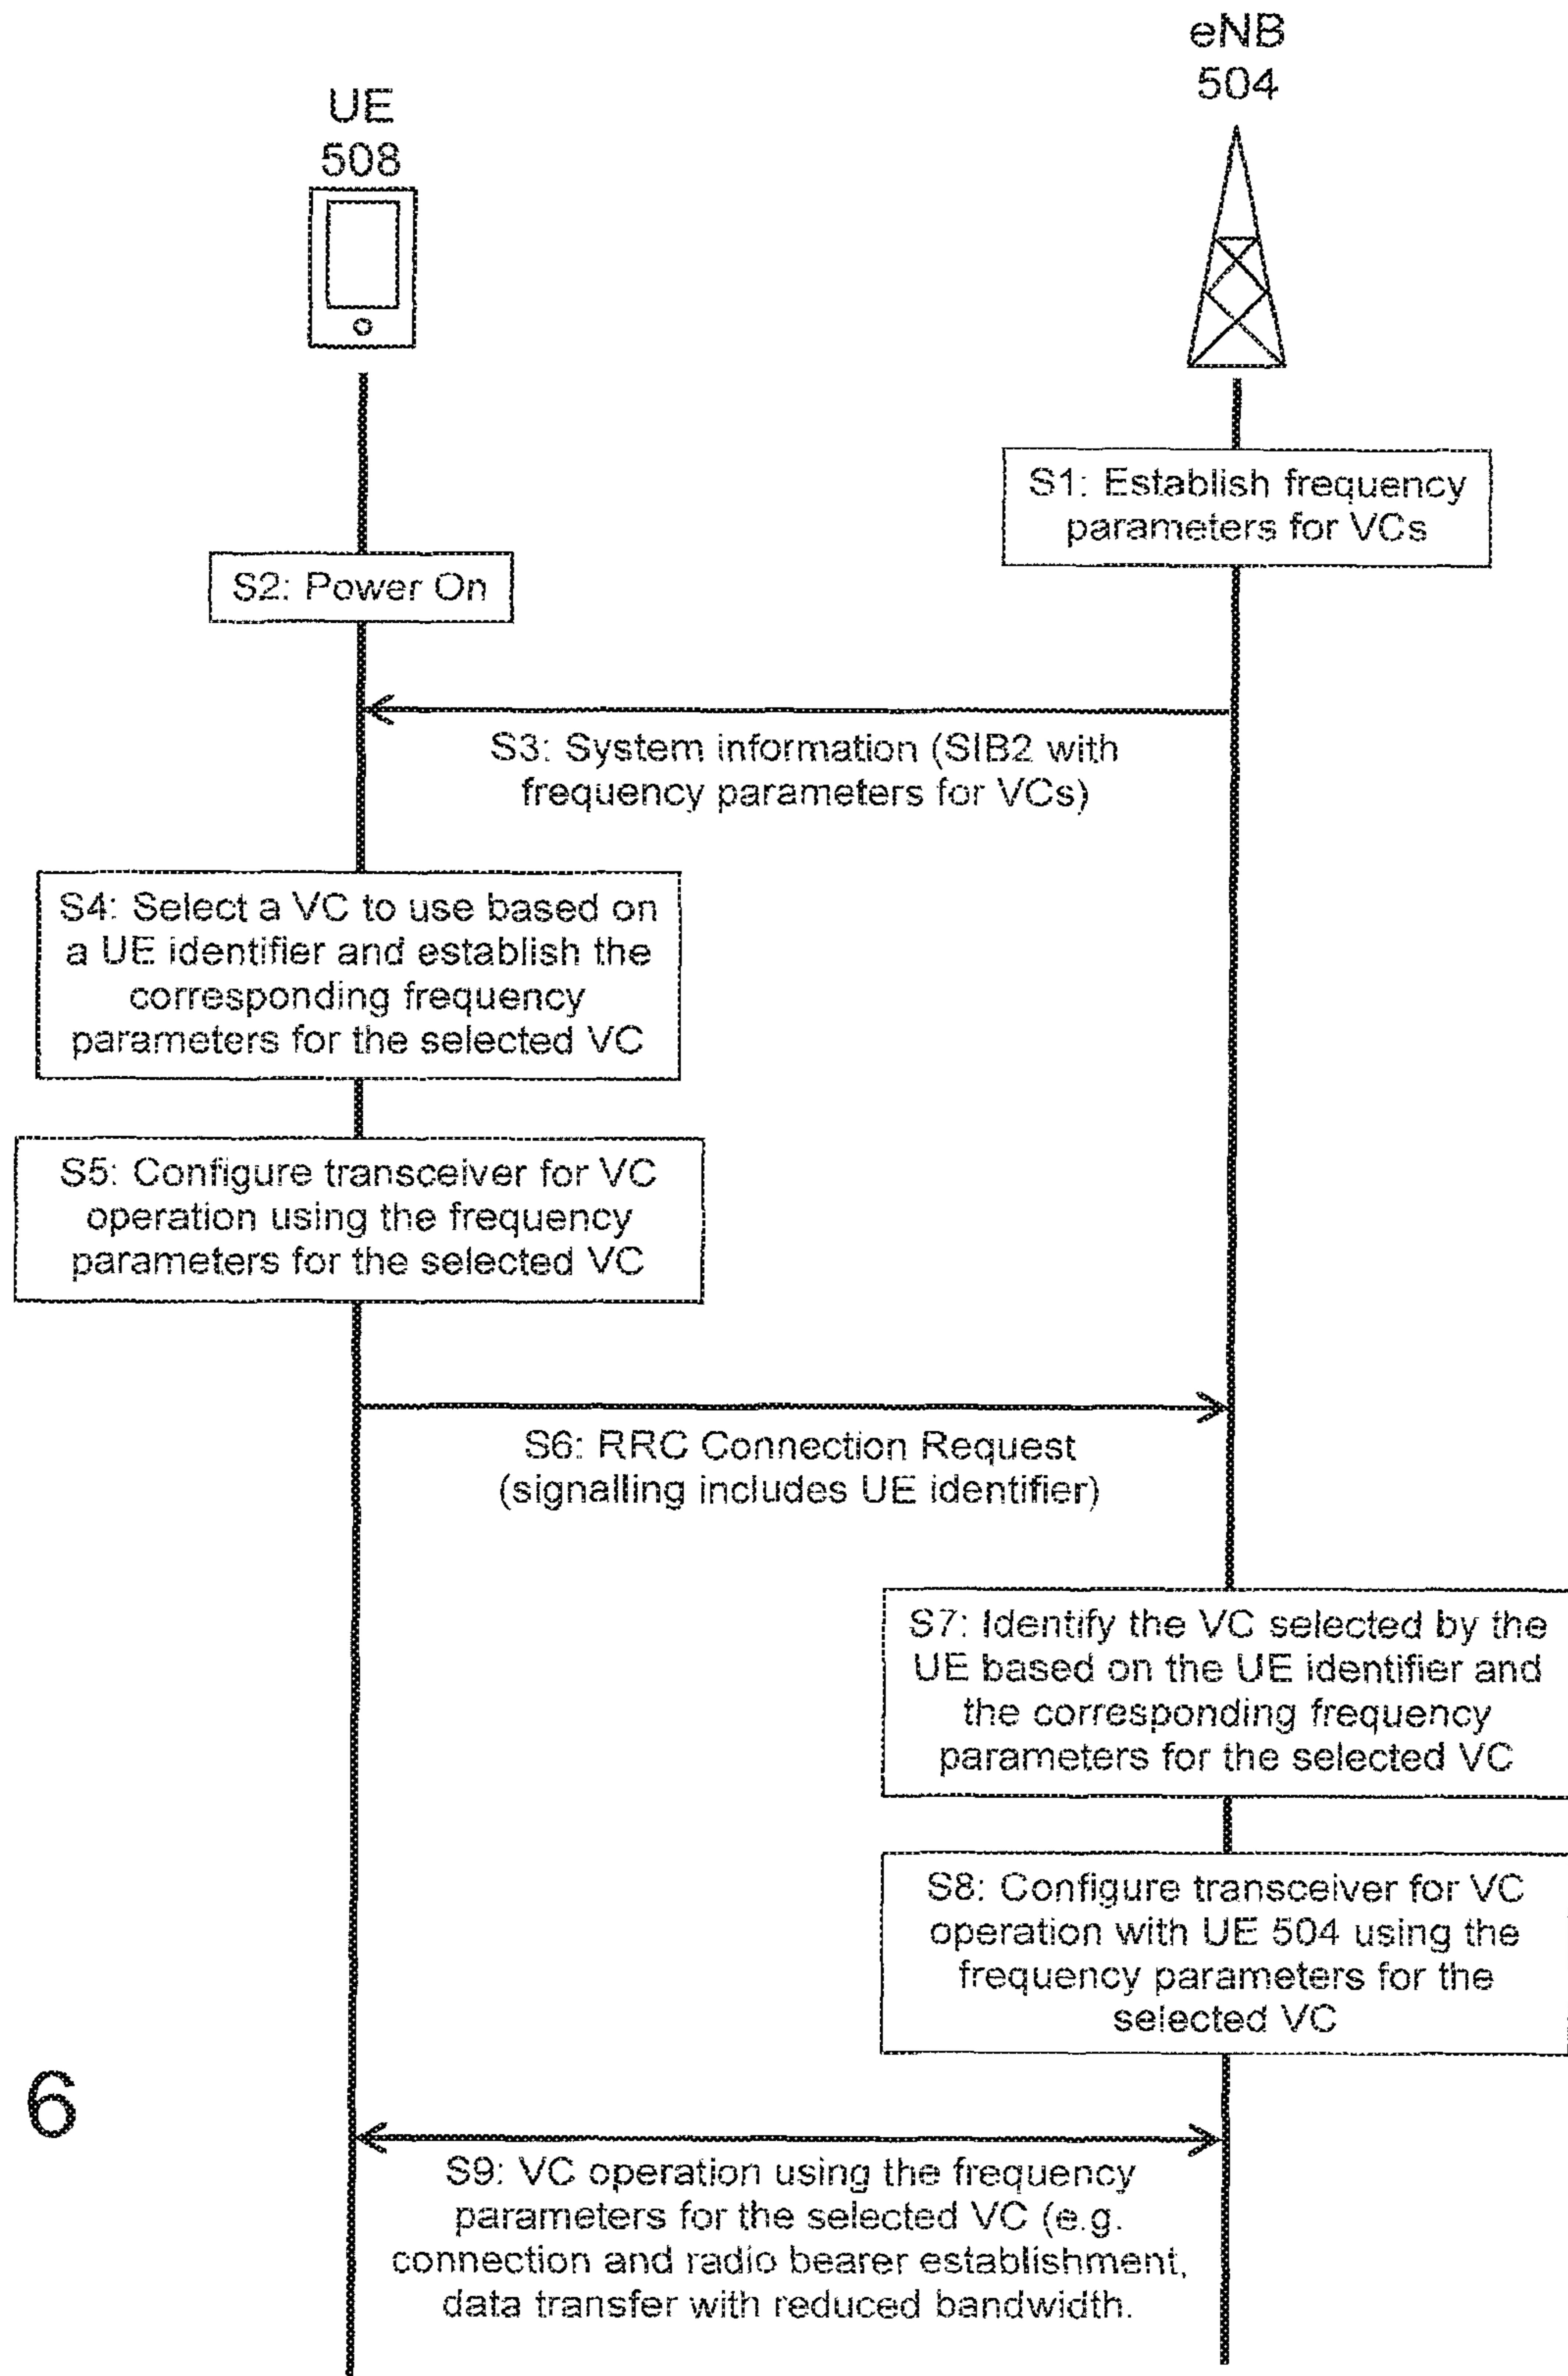 eNB
504
UE
508
S1: Establish frequency
parameters for VCs
S2: Power On
S3: System information (SIB2 with
frequency parameters for VCs)
S4: Select a VC to use based on
a UE identifier and establish the
corresponding frequency
parameters for the selected VC
S5: Configure transceiver for VC
operation using the frequency
parameters for the selected VC
S6: RRC Connection Request
(signalling includes UE identifier)
S7: Identify the VC selected by the
UE based on the UE identifier and
the corresponding frequency
parameters for the selected VC
S8: Configure transceiver for VC
operation with UE 504 using the
frequency parameters for the
selected VC
6
S9: VC operation using the frequency
parameters for the selected VC (e.g.
connection and radio bearer establishment,
data transfer with reduced bandwidth.